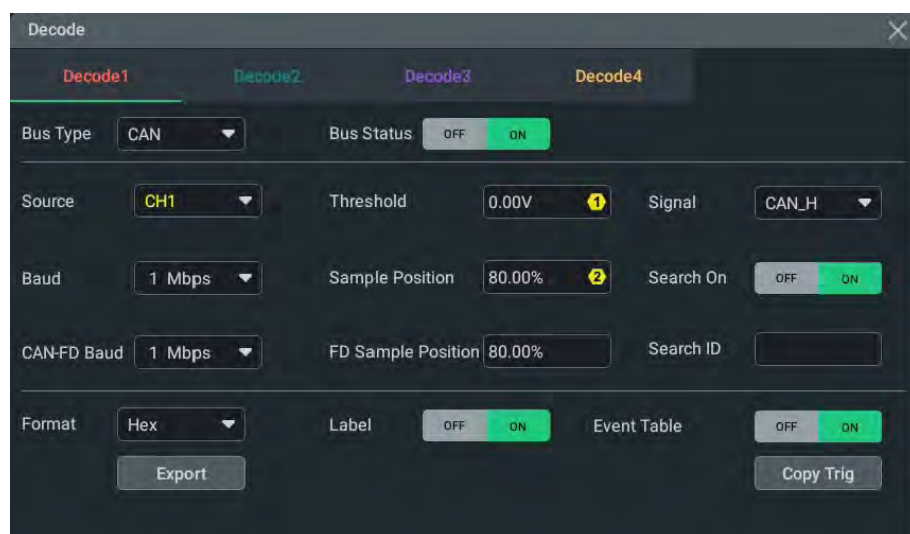 Decode
Decode1 Decode2 Decode3 Decode4
Bus Type CAN Bus Status OFF ON
Source CH1 Threshold 0.00V 1 Signal CAN_H
Baud 1 Mbps Sample Position 80.00% 2 Search On OFF ON
CAN-FD Baud 1 Mbps FD Sample Position 80.00% Search ID
Format Hex Label OFF ON Event Table OFF ON
Export Copy Trig